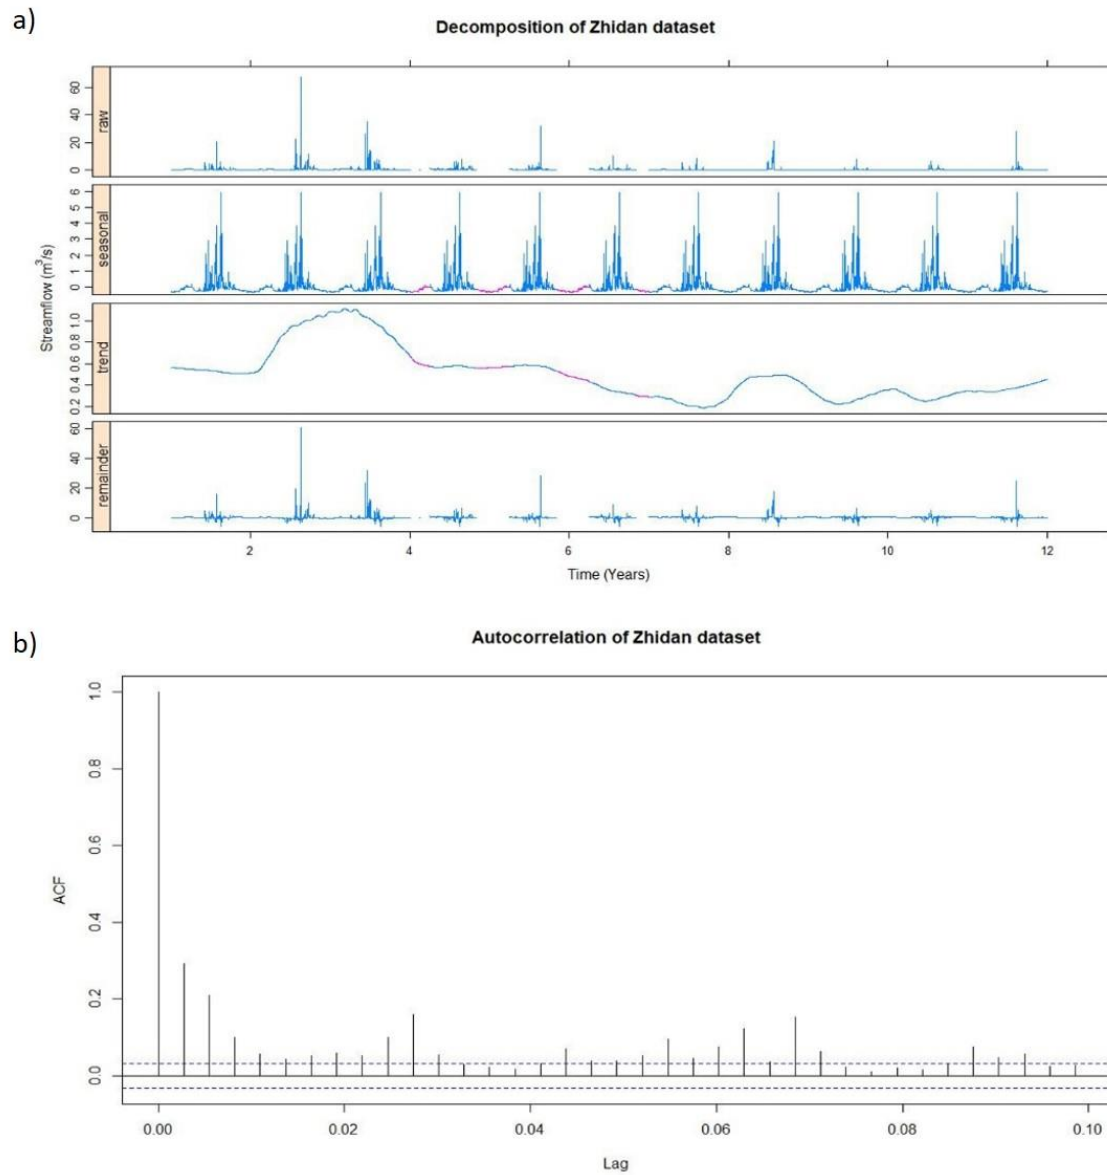 a)
Decomposition of Zhidan dataset
raw
0 20 40 60
seasonal
0 1 2 3 4 5 6
Streamflow (m³/s)
trend
0.2 0.4 0.6 0.8 1.0
remainder
0 20 40 60
2 4 6 8 10 12
Time (Years)
b)
Autocorrelation of Zhidan dataset
ACF
0.0 0.2 0.4 0.6 0.8 1.0
0.00 0.02 0.04 0.06 0.08 0.10
Lag